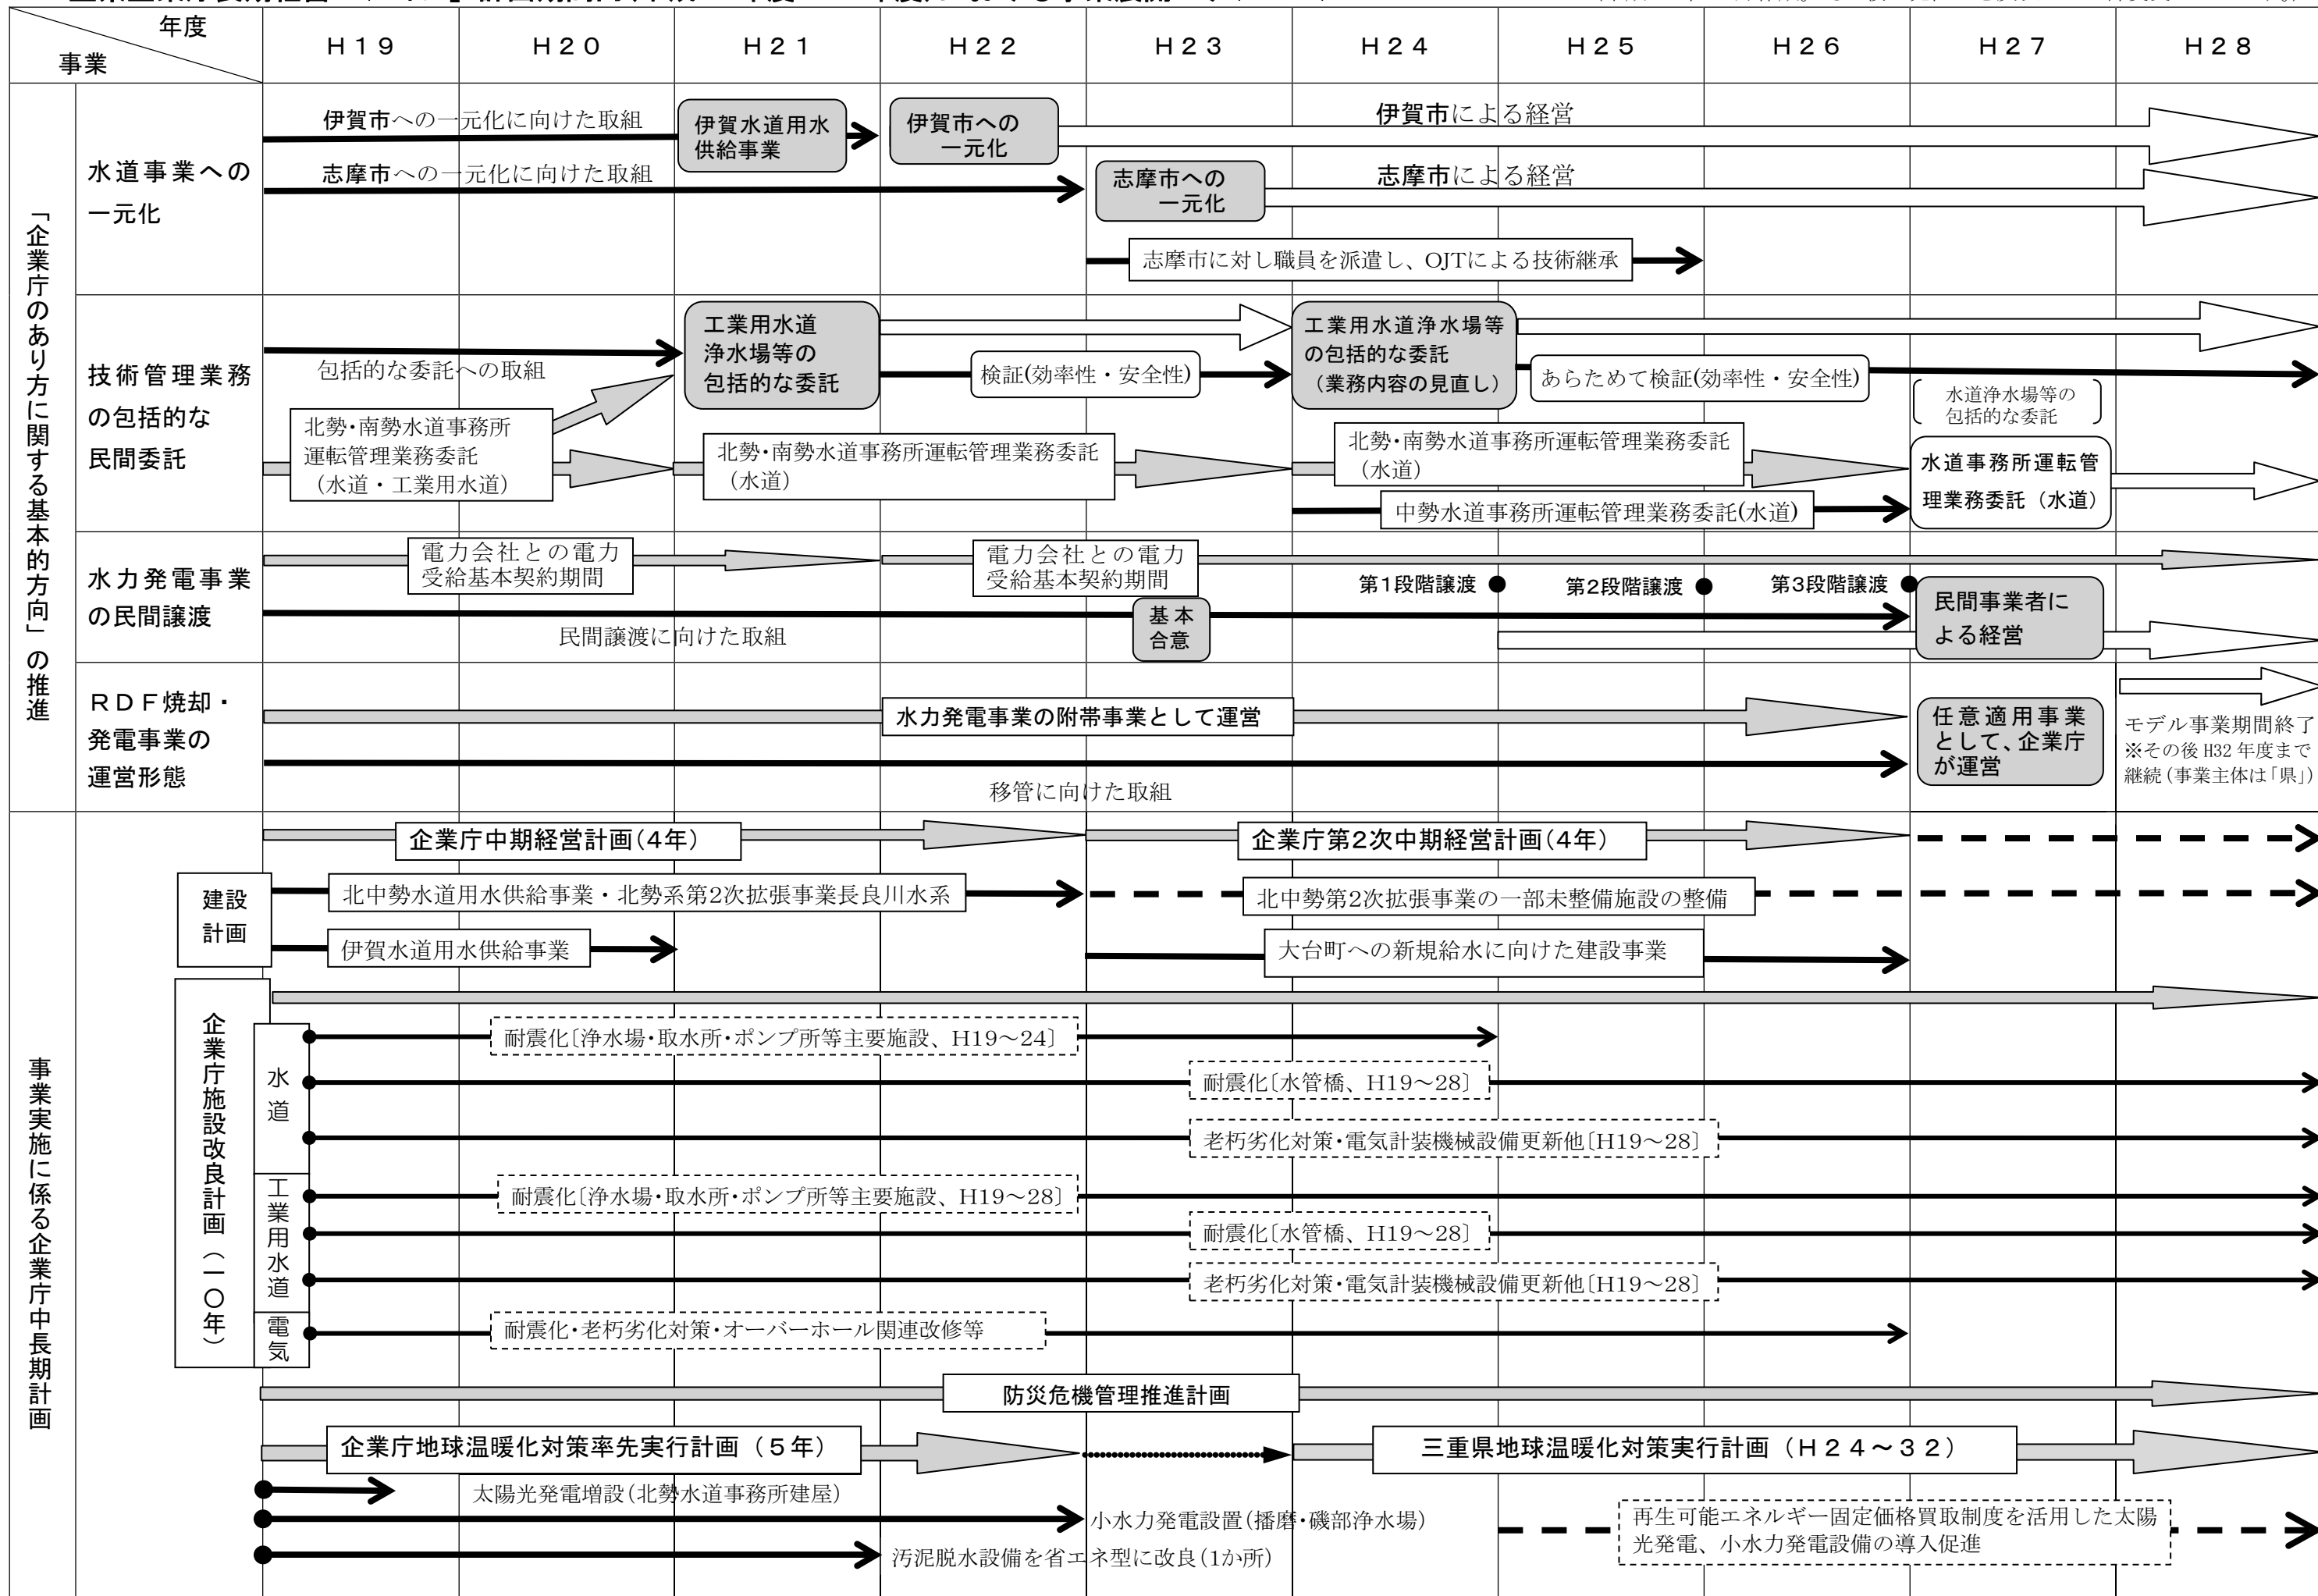 年度
事業
Ｈ１９
Ｈ２０
Ｈ２１
Ｈ２２
Ｈ２３
Ｈ２４
Ｈ２５
Ｈ２６
Ｈ２７
Ｈ２８
「企業庁のあり方に関する基本的方向」の推進
水道事業への
一元化
伊賀市への一元化に向けた取組
伊賀水道用水
供給事業
伊賀市への
一元化
伊賀市による経営
志摩市への一元化に向けた取組
志摩市への
一元化
志摩市による経営
志摩市に対し職員を派遣し、OJTによる技術継承
技術管理業務
の包括的な
民間委託
包括的な委託への取組
工業用水道
浄水場等の
包括的な委託
検証(効率性・安全性)
工業用水道浄水場等
の包括的な委託
（業務内容の見直し）
あらためて検証(効率性・安全性)
水道浄水場等の
包括的な委託
北勢・南勢水道事務所
運転管理業務委託
（水道・工業用水道）
北勢・南勢水道事務所運転管理業務委託
（水道）
北勢・南勢水道事務所運転管理業務委託
（水道）
水道事務所運転管
理業務委託（水道）
中勢水道事務所運転管理業務委託(水道)
水力発電事業
の民間譲渡
電力会社との電力
受給基本契約期間
電力会社との電力
受給基本契約期間
第１段階譲渡
第２段階譲渡
第３段階譲渡
民間譲渡に向けた取組
基本
合意
民間事業者に
よる経営
ＲＤＦ焼却・
発電事業の
運営形態
水力発電事業の附帯事業として運営
移管に向けた取組
任意適用事業
として、企業庁
が運営
モデル事業期間終了
※その後 H32 年度まで
継続（事業主体は「県」）
事業実施に係る企業庁中長期計画
企業庁中期経営計画(４年)
企業庁第２次中期経営計画(４年)
建設
計画
北中勢水道用水供給事業・北勢系第２次拡張事業長良川水系
北中勢第２次拡張事業の一部未整備施設の整備
伊賀水道用水供給事業
大台町への新規給水に向けた建設事業
企業庁施設改良計画（一〇年）
水道
耐震化〔浄水場・取水所・ポンプ所等主要施設、H19～24〕
耐震化〔水管橋、H19～28〕
老朽劣化対策・電気計装機械設備更新他〔H19～28〕
工業用水道
耐震化〔浄水場・取水所・ポンプ所等主要施設、H19～28〕
耐震化〔水管橋、H19～28〕
老朽劣化対策・電気計装機械設備更新他〔H19～28〕
電気
耐震化・老朽劣化対策・オーバーホール関連改修等
防災危機管理推進計画
企業庁地球温暖化対策率先実行計画（５年）
三重県地球温暖化対策実行計画（Ｈ２４～３２）
太陽光発電増設（北勢水道事務所建屋）
小水力発電設置（播磨・磯部浄水場）
汚泥脱水設備を省エネ型に改良（1か所）
再生可能エネルギー固定価格買取制度を活用した太陽
光発電、小水力発電設備の導入促進